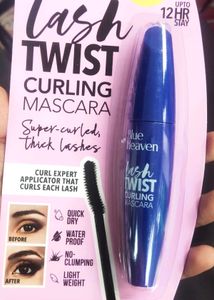 Lash
TWIST
CURLING
MASCARA
UPTO
12 HR
STAY
Super-curled,
thick lashes
CURL EXPERT
APPLICATOR THAT
CURLS EACH LASH
QUICK
DRY
WATER
PROOF
NO-
CLUMPING
LIGHT
WEIGHT
BEFORE
AFTER
Blue
Heaven
Lash
TWIST
CURLING
MASCARA